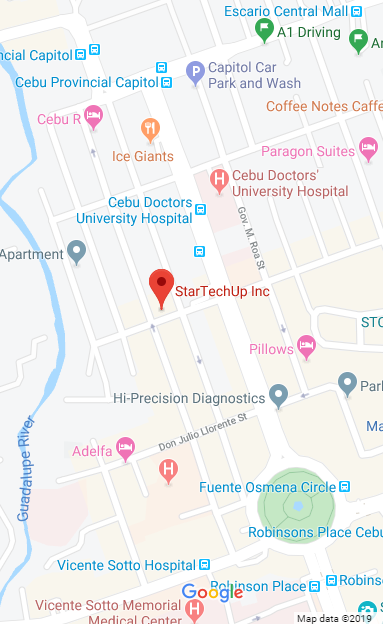 Escario Central Mall
A1 Driving
Ar
ncial Capitol
Cebu Provincial Capitol
Capitol Car
Park and Wash
Coffee Notes Caffe
Cebu R
Ice Giants
Paragon Suites
Cebu Doctors'
University Hospital
Cebu Doctors
University Hospital
Gov. M. Roa St
Apartment
StarTechUp Inc
STC
Pillows
Park
Hi-Precision Diagnostics
Ma
Don Julio Llorente St
Adelfa
Guadalupe River
Fuente Osmena Circle
Robinsons Place Cebu
Vicente Sotto Hospital
Robinson Place
Robinson
Google
Vicente Sotto Memorial
Medical Center
S
Map data ©2019